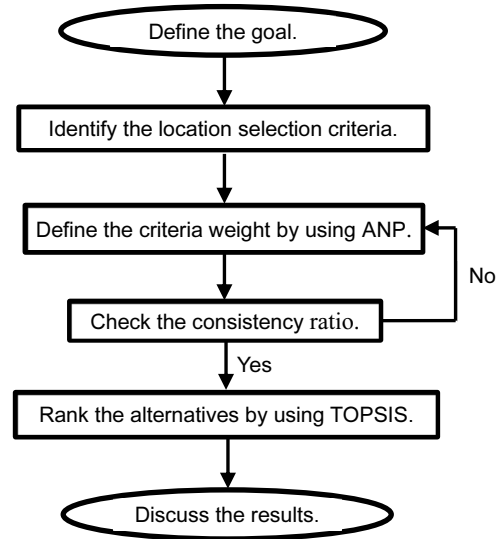 Define the goal.
Identify the location selection criteria.
Define the criteria weight by using ANP.
No
Check the consistency ratio.
Yes
Rank the alternatives by using TOPSIS.
Discuss the results.